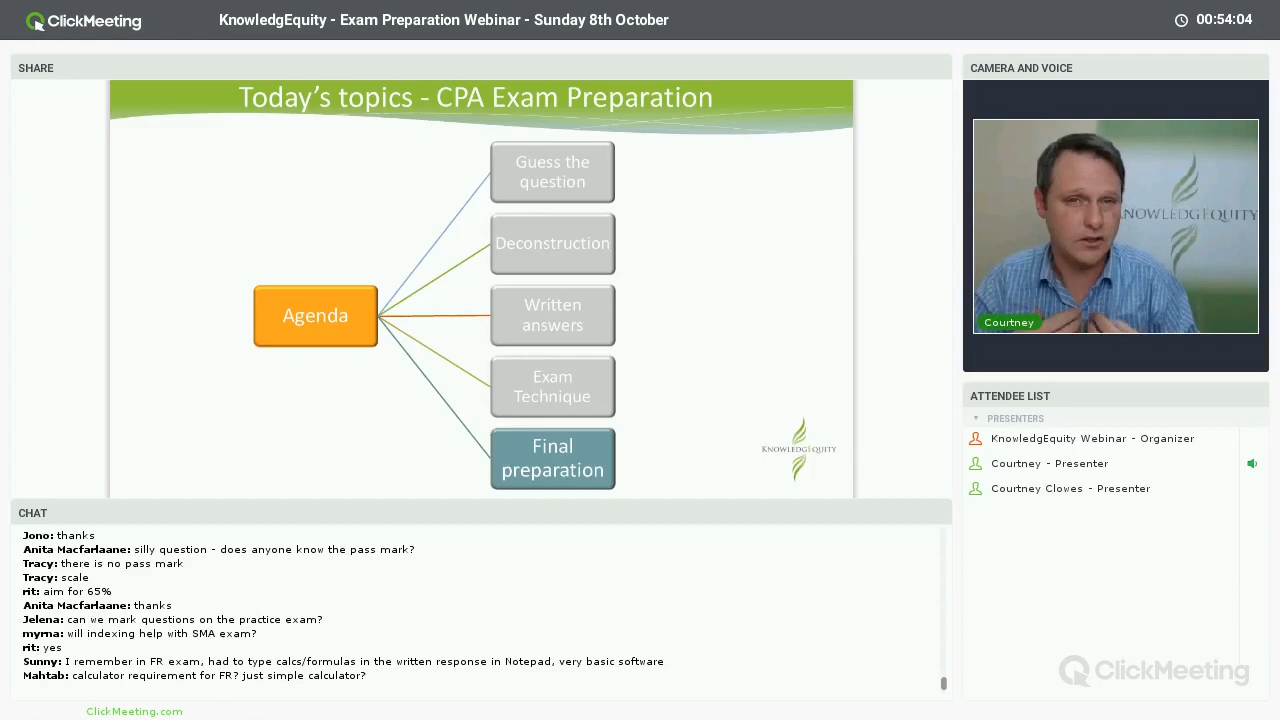 ClickMeeting
KnowledgEquity - Exam Preparation Webinar - Sunday 8th October
00:54:04
SHARE
Today's topics - CPA Exam Preparation
Agenda
Guess the
question
Deconstruction
Written
answers
Exam
Technique
Final
preparation
KNOWLEDGEQUITY
CAMERA AND VOICE
KNOWLEDGEQUITY
Courtney
ATTENDEE LIST
PRESENTERS
KnowledgEquity Webinar - Organizer
Courtney - Presenter
Courtney Clowes - Presenter
CHAT
Jono: thanks
Anita Macfarlaane: silly question - does anyone know the pass mark?
Tracy: there is no pass mark
Tracy: scale
rit: aim for 65%
Anita Macfarlaane: thanks
Jelena: can we mark questions on the practice exam?
myrna: will indexing help with SMA exam?
rit: yes
Sunny: I remember in FR exam, had to type calcs/formulas in the written response in Notepad, very basic software
Mahtab: calculator requirement for FR? just simple calculator?
ClickMeeting
ClickMeeting.com